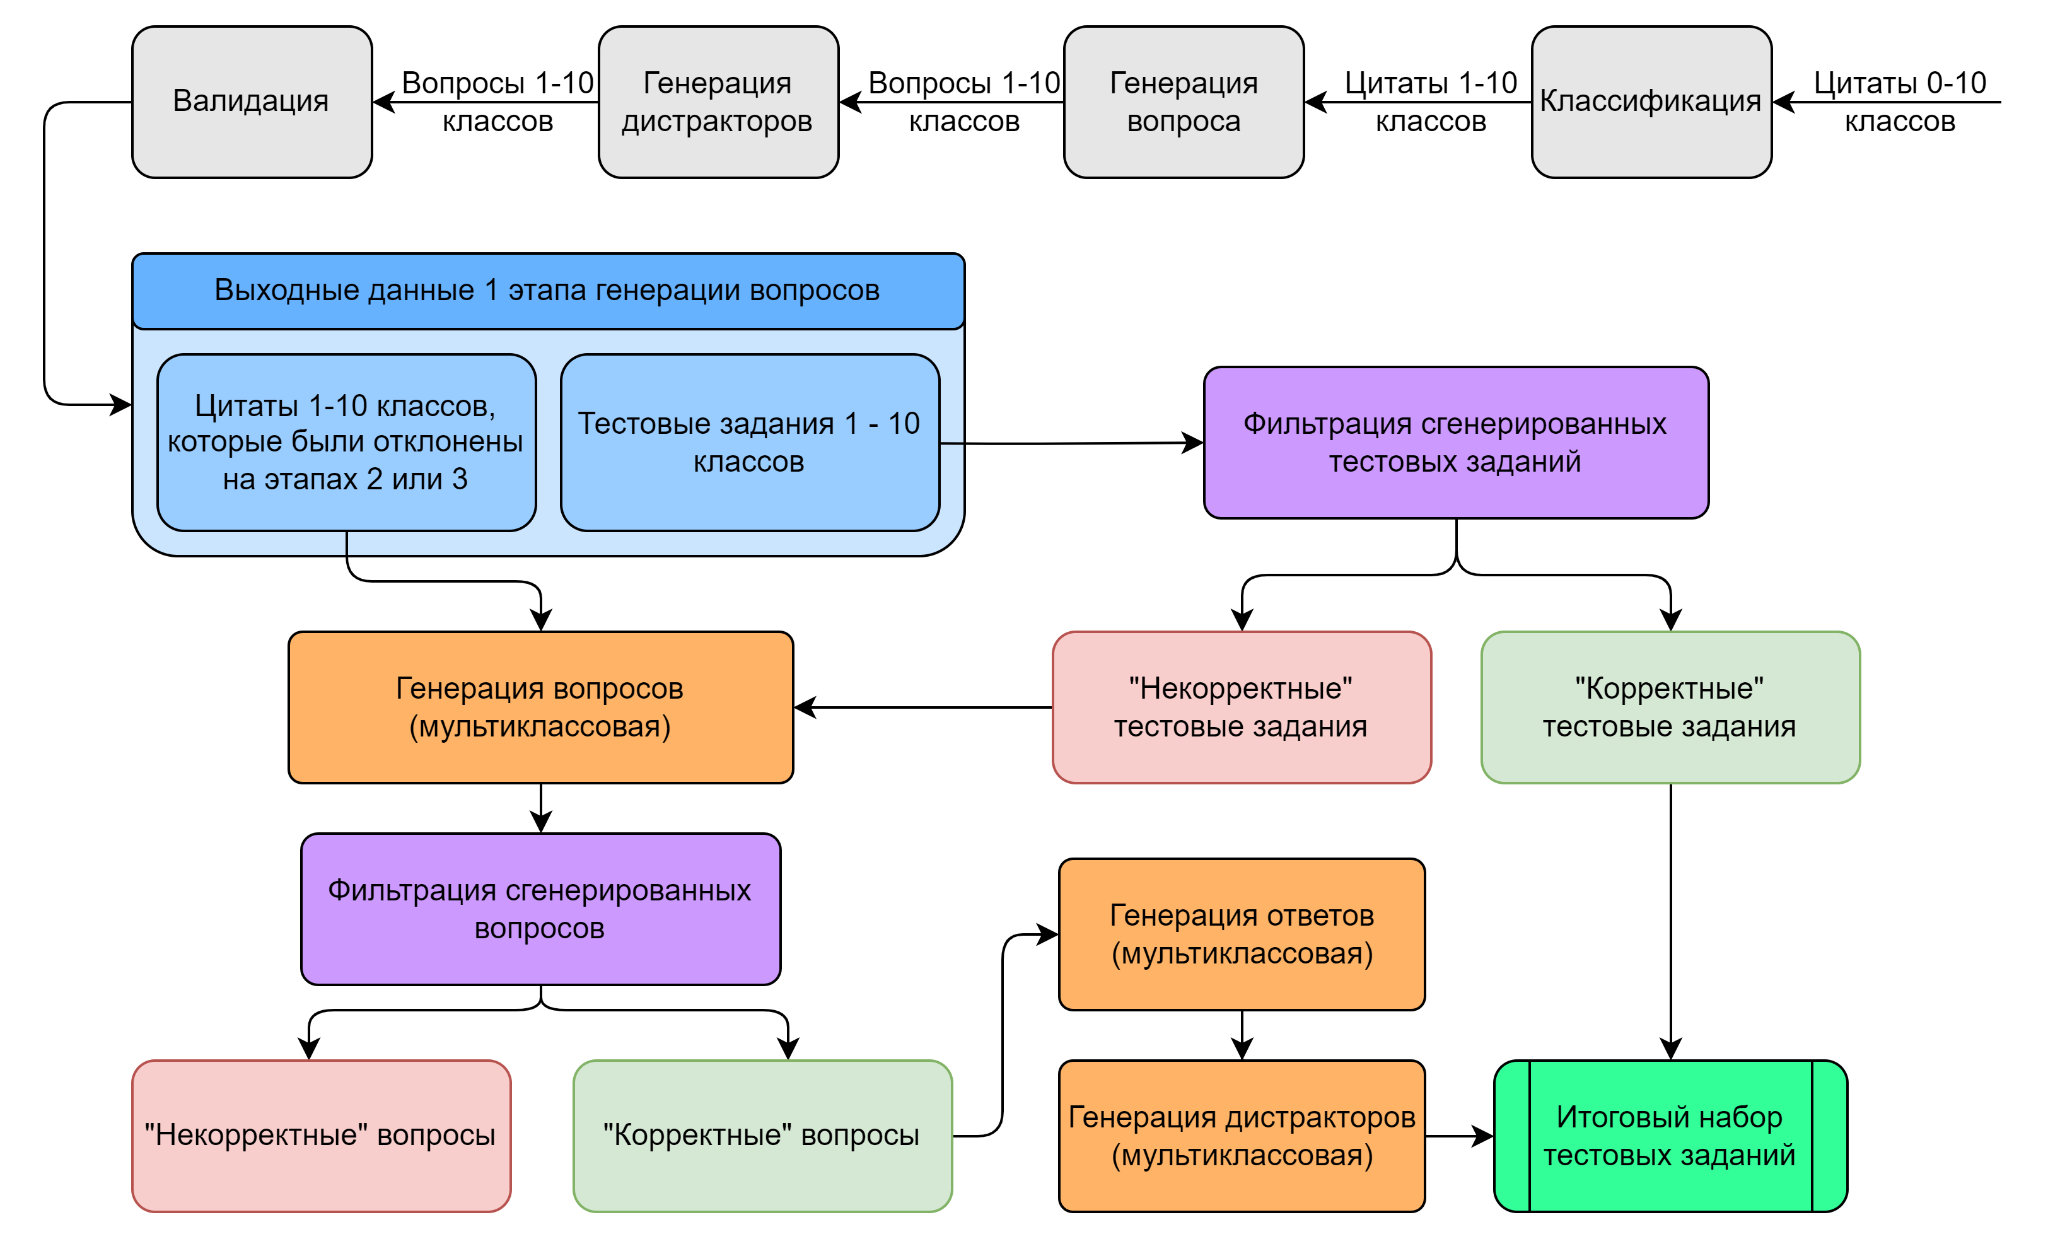 Валидация
Вопросы 1-10
классов
Генерация
дистракторов
Вопросы 1-10
классов
Генерация
вопроса
Цитаты 1-10
классов
Классификация
Цитаты 0-10
классов
Выходные данные 1 этапа генерации вопросов
Цитаты 1-10 классов,
которые были отклонены
на этапах 2 или 3
Тестовые задания 1 - 10
классов
Фильтрация сгенерированных
тестовых заданий
Генерация вопросов
(мультиклассовая)
"Некорректные"
тестовые задания
"Корректные"
тестовые задания
Фильтрация сгенерированных
вопросов
Генерация ответов
(мультиклассовая)
"Некорректные" вопросы
"Корректные" вопросы
Генерация дистракторов
(мультиклассовая)
Итоговый набор
тестовых заданий